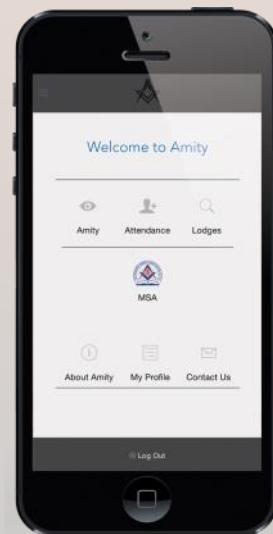 Welcome to Amity
Amity Attendance Lodges
MSA
About Amity My Profile Contact Us
Log Out